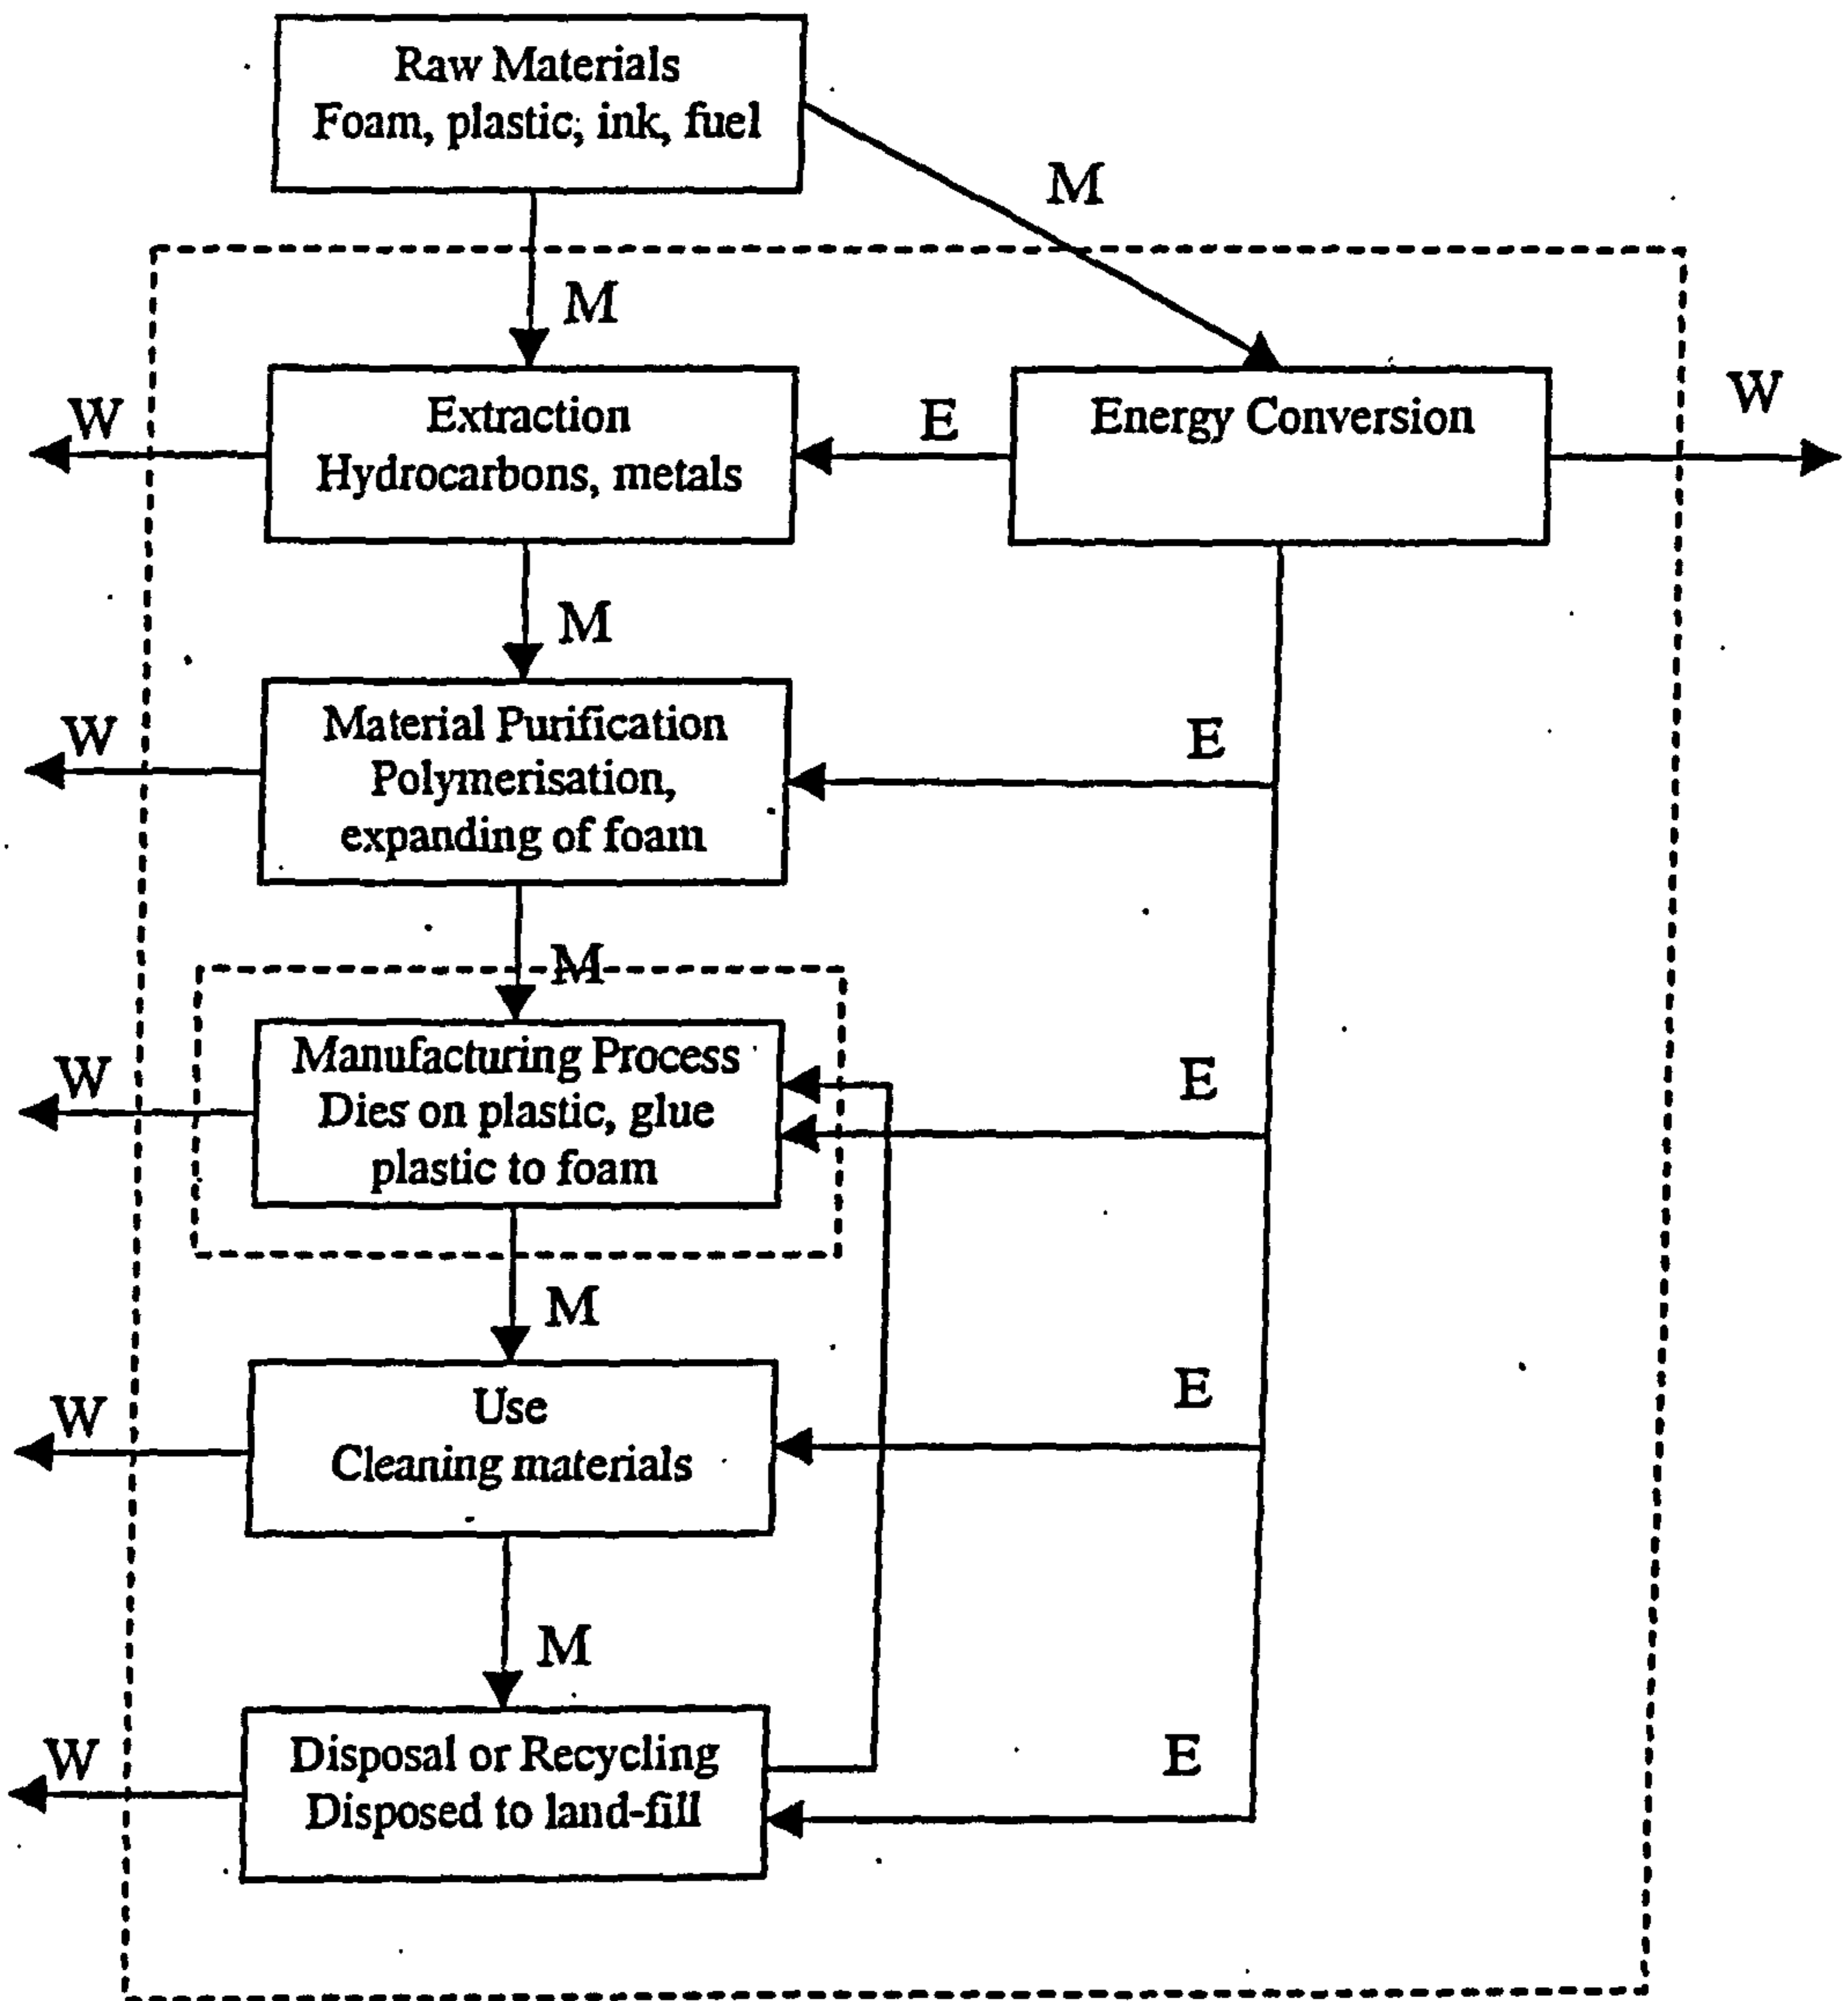 Raw Materials
Foam, plastic, ink, fuel
M
M
W
Extraction
Hydrocarbons, metals
E
Energy Conversion
W
M
W
Material Purification
Polymerisation,
expanding of foam
E
M
W
Manufacturing Process
Dies on plastic, glue
plastic to foam
E
M
W
Use
Cleaning materials
E
M
W
Disposal or Recycling
Disposed to land-fill
E